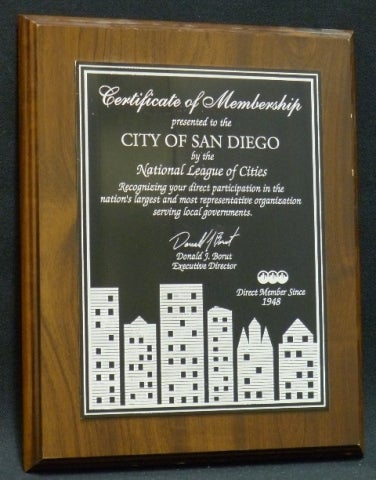 Certificate of Membership
presented to the
CITY OF SAN DIEGO
by the
National League of Cities
Recognizing your direct participation in the
nation's largest and most representative organization
serving local governments.
Donald J Borut
Donald J. Borut
Executive Director
Direct Member Since
1948